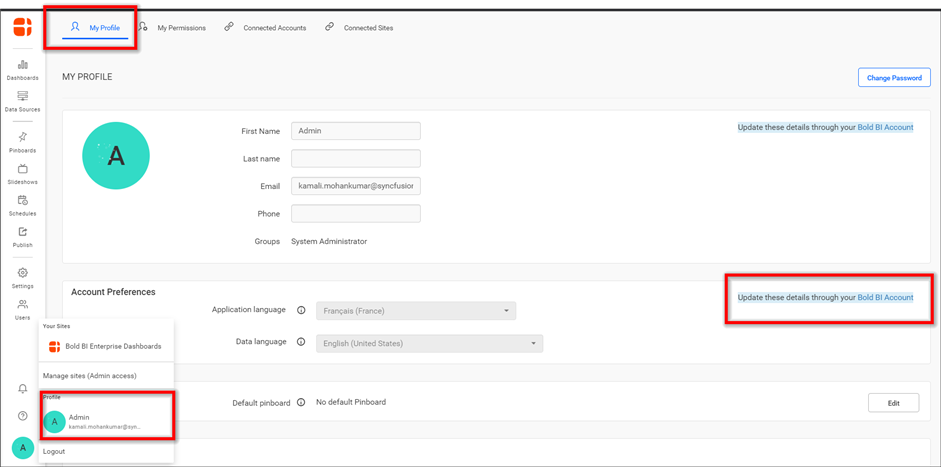 My Profile
My Permissions
Connected Accounts
Connected Sites
Dashboards
Data Sources
Pinboards
Slideshows
Schedules
Publish
Settings
Users
MY PROFILE
Change Password
A
First Name
Admin
Update these details through your Bold BI Account
Last name
Email
kamali.mohankumar@syncfusion
Phone
Groups
System Administrator
Account Preferences
Update these details through your Bold BI Account
Application language
Français (France)
Data language
English (United States)
Default pinboard
No default Pinboard
Edit
Your Sites
Bold BI Enterprise Dashboards
Manage sites (Admin access)
Profile
A
Admin
kamali.mohankumar@syn...
Logout
A